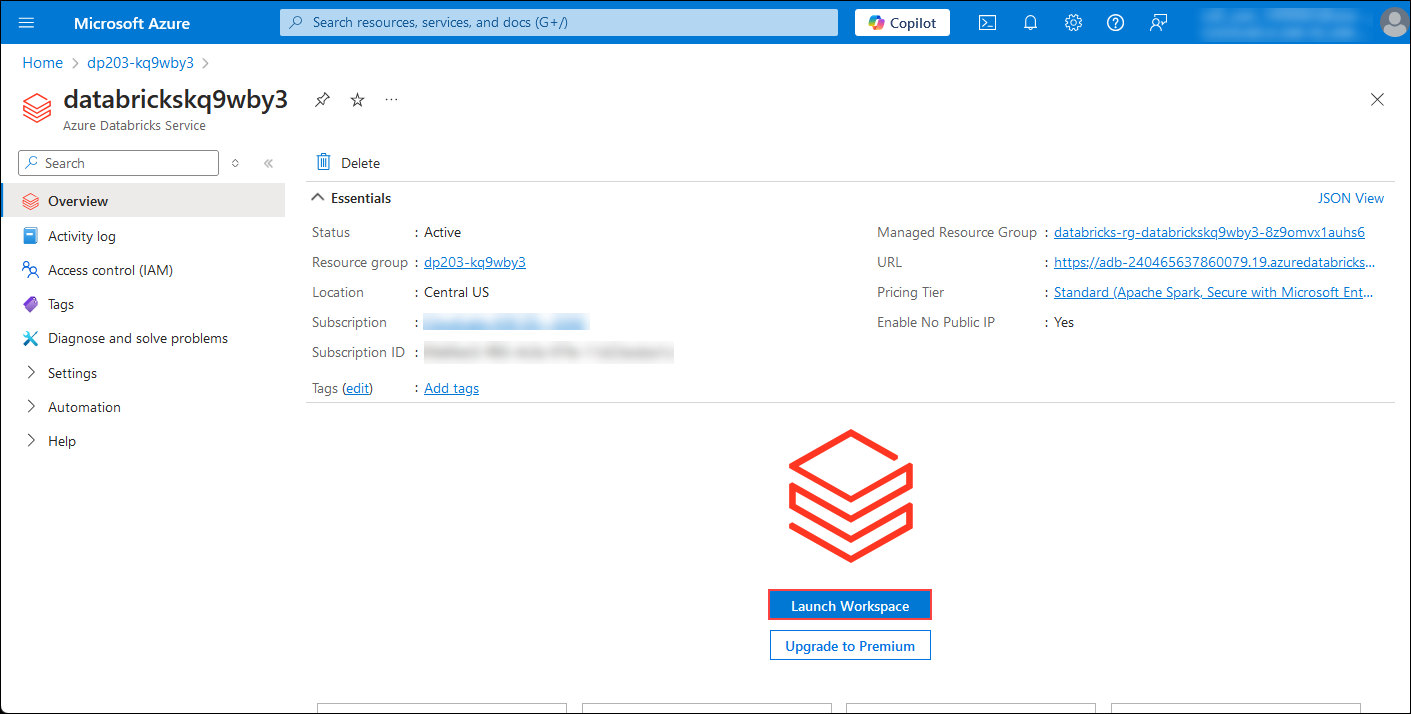 Microsoft Azure
Search resources, services, and docs (G+/)
Copilot
Home > dp203-kq9wby3 >
databrickskq9wby3
Azure Databricks Service
Search
Delete
Overview
Activity log
Access control (IAM)
Tags
Diagnose and solve problems
Settings
Automation
Help
Essentials
JSON View
Status : Active
Resource group : dp203-kq9wby3
Location : Central US
Subscription :
Subscription ID :
Tags (edit) : Add tags
Managed Resource Group : databricks-rg-databrickskq9wby3-8z9omvx1auhs6
URL : https://adb-240465637860079.19.azuredatabricks...
Pricing Tier : Standard (Apache Spark, Secure with Microsoft Ent...
Enable No Public IP : Yes
Launch Workspace
Upgrade to Premium